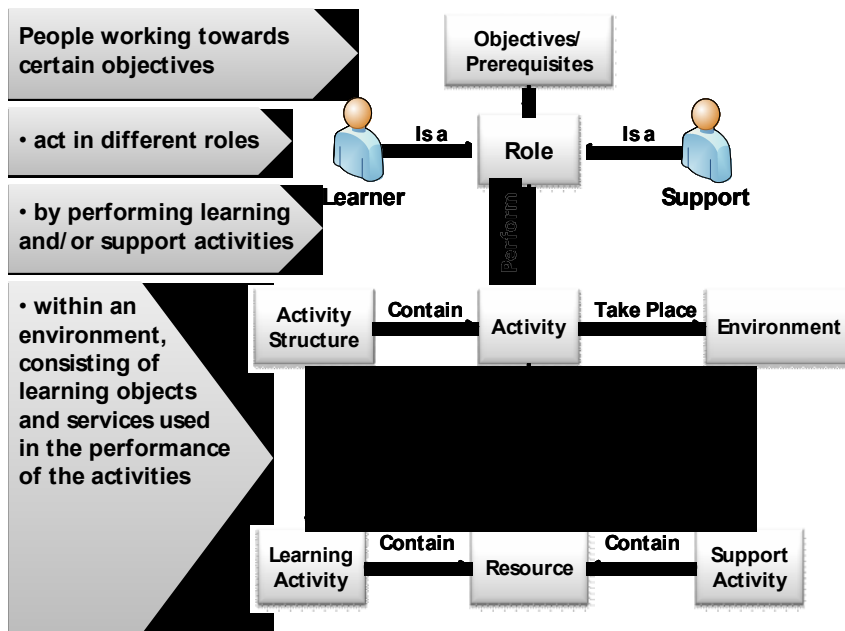 People working towards
certain objectives
• act in different roles
• by performing learning
and/ or support activities
• within an
environment,
consisting of
learning objects
and services used
in the performance
of the activities
Objectives/
Prerequisites
Is a
Role
Is a
Learner
Support
Perform
Activity
Structure
Contain
Activity
Take Place
Environment
Learning
Activity
Contain
Resource
Contain
Support
Activity